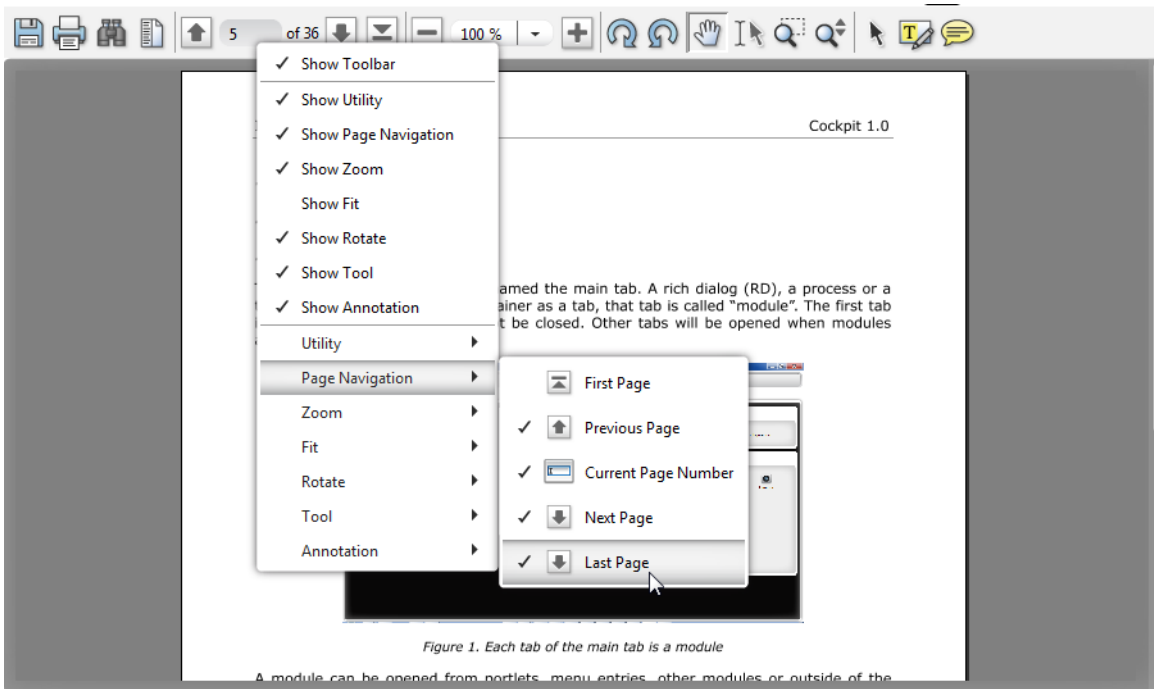 5 of 36 100 %
Show Toolbar
Show Utility
Show Page Navigation
Show Zoom
Show Fit
Show Rotate
Show Tool
Show Annotation
Utility
Page Navigation
Zoom
Fit
Rotate
Tool
Annotation
First Page
Previous Page
Current Page Number
Next Page
Last Page
Cockpit 1.0
amed the main tab. A rich dialog (RD), a process or a
ainer as a tab, that tab is called “module”. The first tab
t be closed. Other tabs will be opened when modules
Figure 1. Each tab of the main tab is a module
A module can be opened from portlets, menu entries, other modules or outside of the